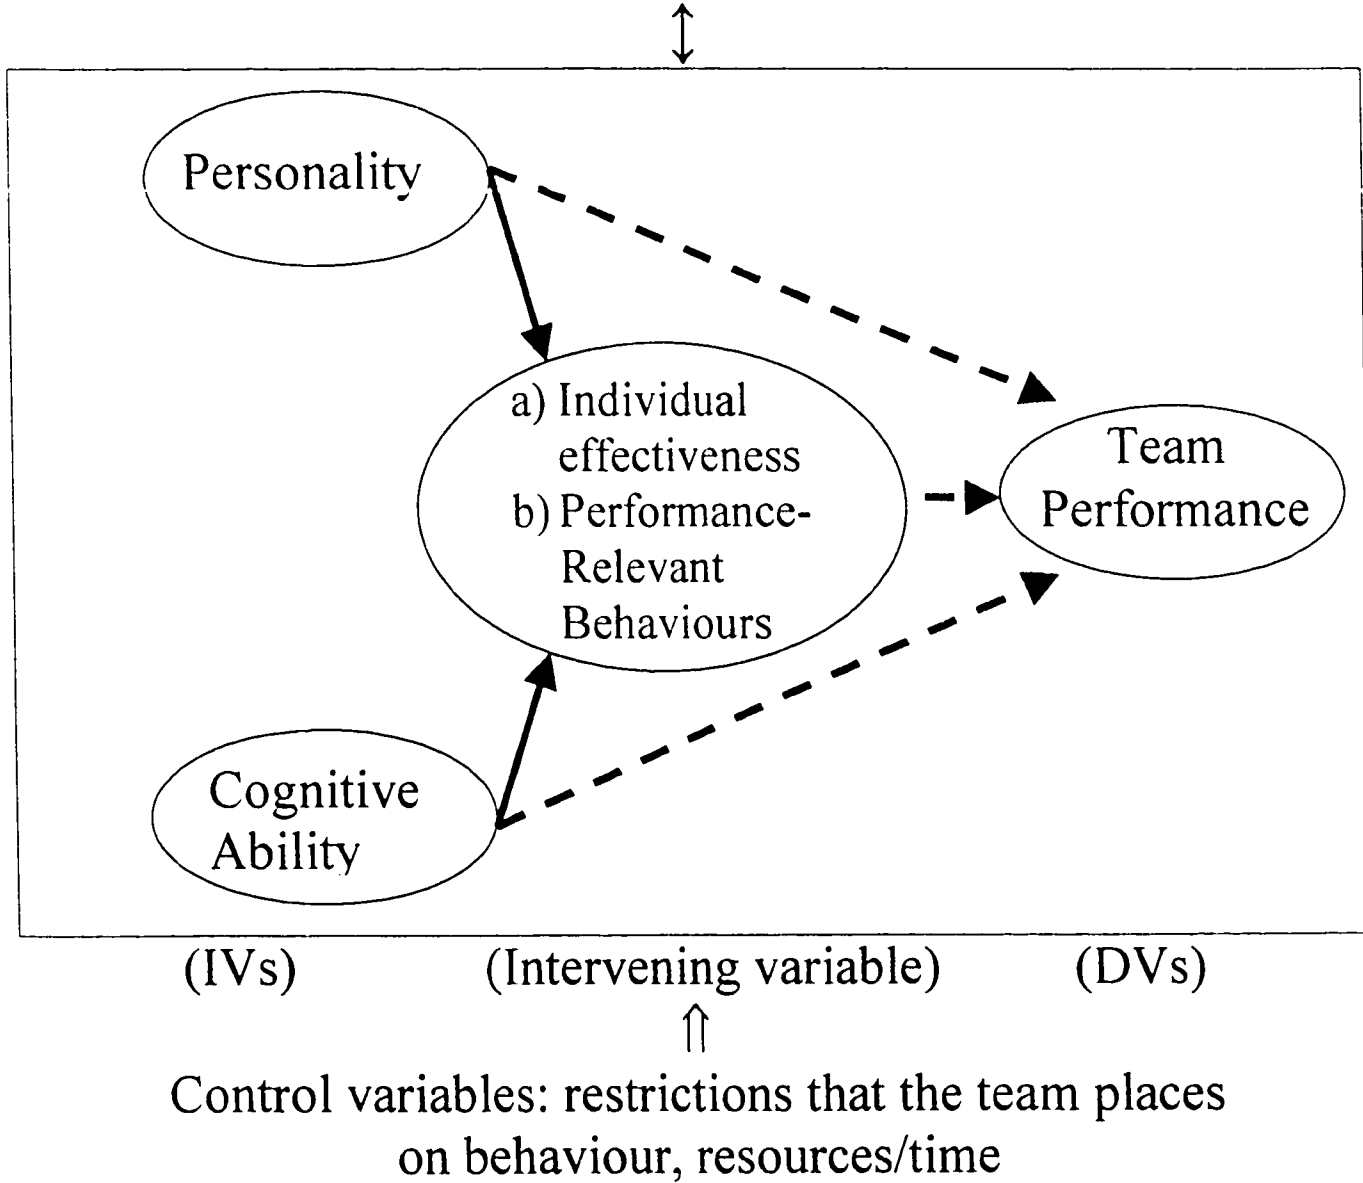 Personality
a) Individual
effectiveness
b) Performance-
Relevant
Behaviours
Team
Performance
Cognitive
Ability
(IVs) (Intervening variable) (DVs)
Control variables: restrictions that the team places
on behaviour, resources/time